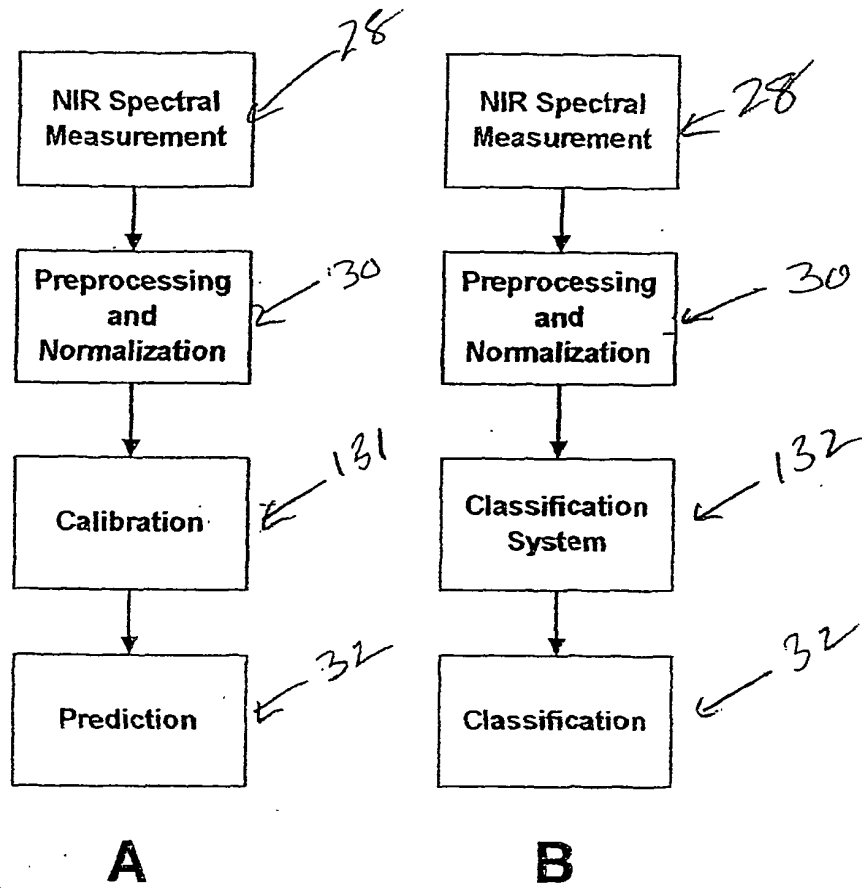 28
NIR Spectral
Measurement
Preprocessing
and
Normalization
30
Calibration
131
Prediction
32
A
28
NIR Spectral
Measurement
Preprocessing
and
Normalization
30
Classification
System
132
Classification
32
B